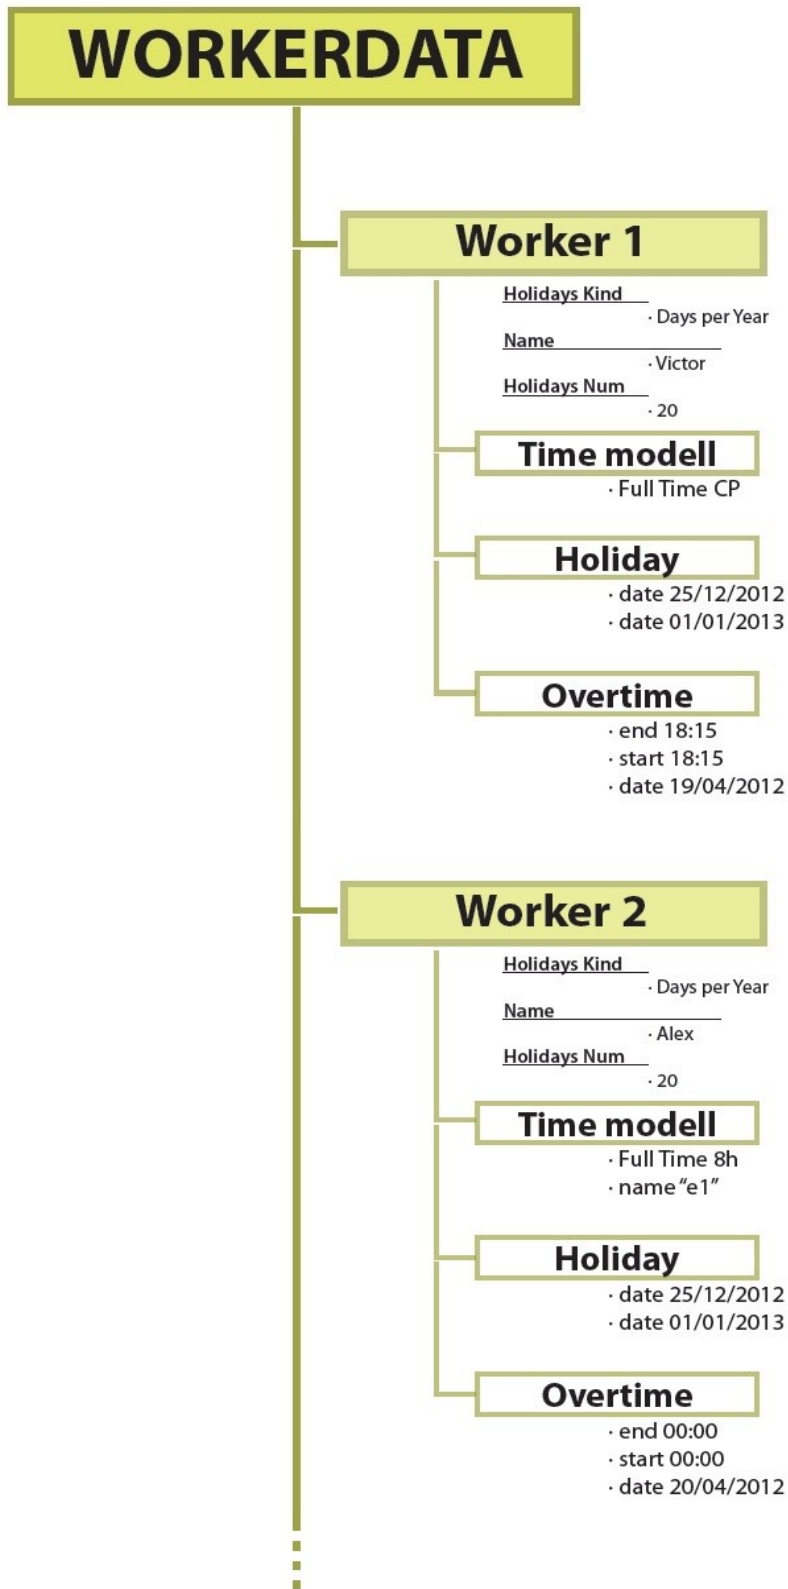 WORKERDATA
Worker 1
Holidays Kind
· Days per Year
Name
· Victor
Holidays Num
· 20
Time modell
· Full Time CP
Holiday
· date 25/12/2012
· date 01/01/2013
Overtime
· end 18:15
· start 18:15
· date 19/04/2012
Worker 2
Holidays Kind
· Days per Year
Name
· Alex
Holidays Num
· 20
Time modell
· Full Time 8h
· name “e1”
Holiday
· date 25/12/2012
· date 01/01/2013
Overtime
· end 00:00
· start 00:00
· date 20/04/2012